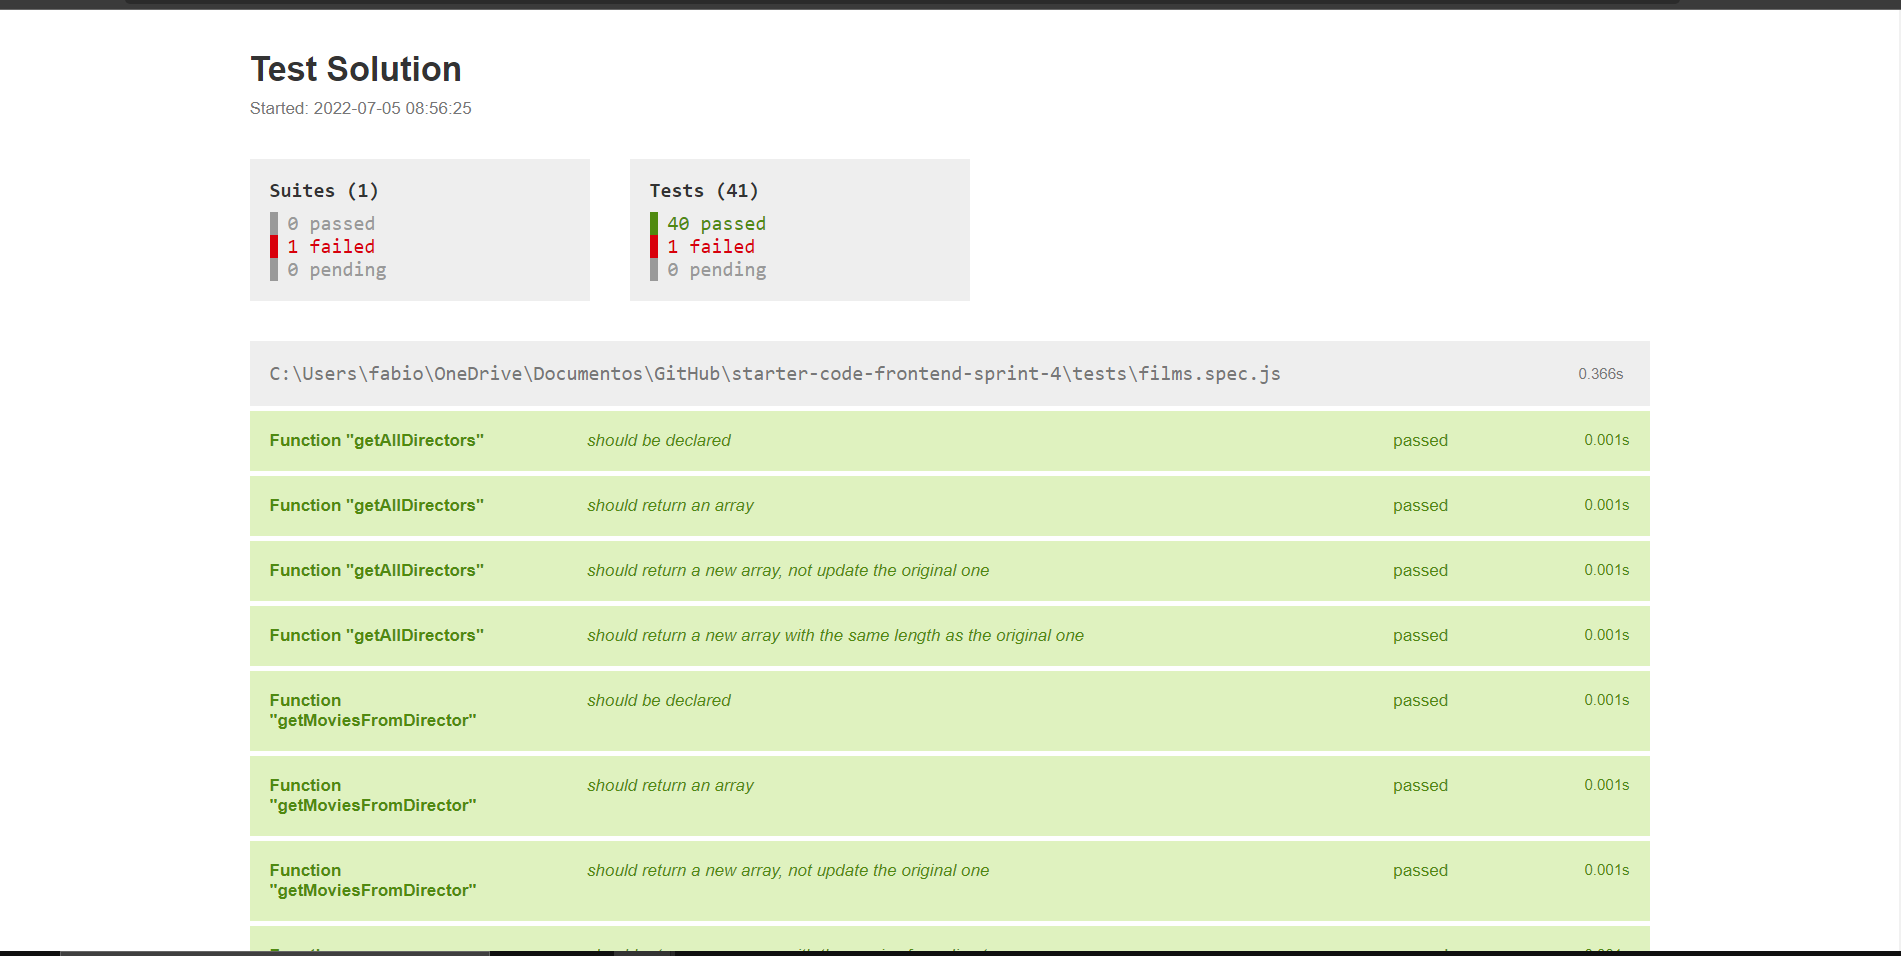 Test Solution
Started: 2022-07-05 08:56:25
Suites (1)
0 passed
1 failed
0 pending
Tests (41)
40 passed
1 failed
0 pending
C:\Users\fabio\OneDrive\Documentos\GitHub\starter-code-frontend-sprint-4\tests\films.spec.js 0.366s
Function "getAllDirectors" should be declared passed 0.001s
Function "getAllDirectors" should return an array passed 0.001s
Function "getAllDirectors" should return a new array, not update the original one passed 0.001s
Function "getAllDirectors" should return a new array with the same length as the original one passed 0.001s
Function should be declared passed 0.001s
"getMoviesFromDirector"
Function should return an array passed 0.001s
"getMoviesFromDirector"
Function should return a new array, not update the original one passed 0.001s
"getMoviesFromDirector"